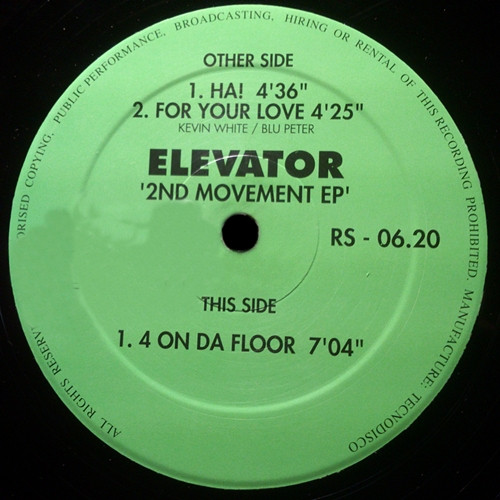 ORISED COPYING, PUBLIC PERFORMANCE, BROADCASTING, HIRING OR RENTAL OF THIS RECORDING PROHIBITED. MANUFACTURE: TECNODISCO
OTHER SIDE
1. HA! 4'36"
2. FOR YOUR LOVE 4'25"
KEVIN WHITE / BLU PETER
ELEVATOR
'2ND MOVEMENT EP'
RS - 06.20
THIS SIDE
1. 4 ON DA FLOOR 7'04"
ALL RIGHTS RESERV